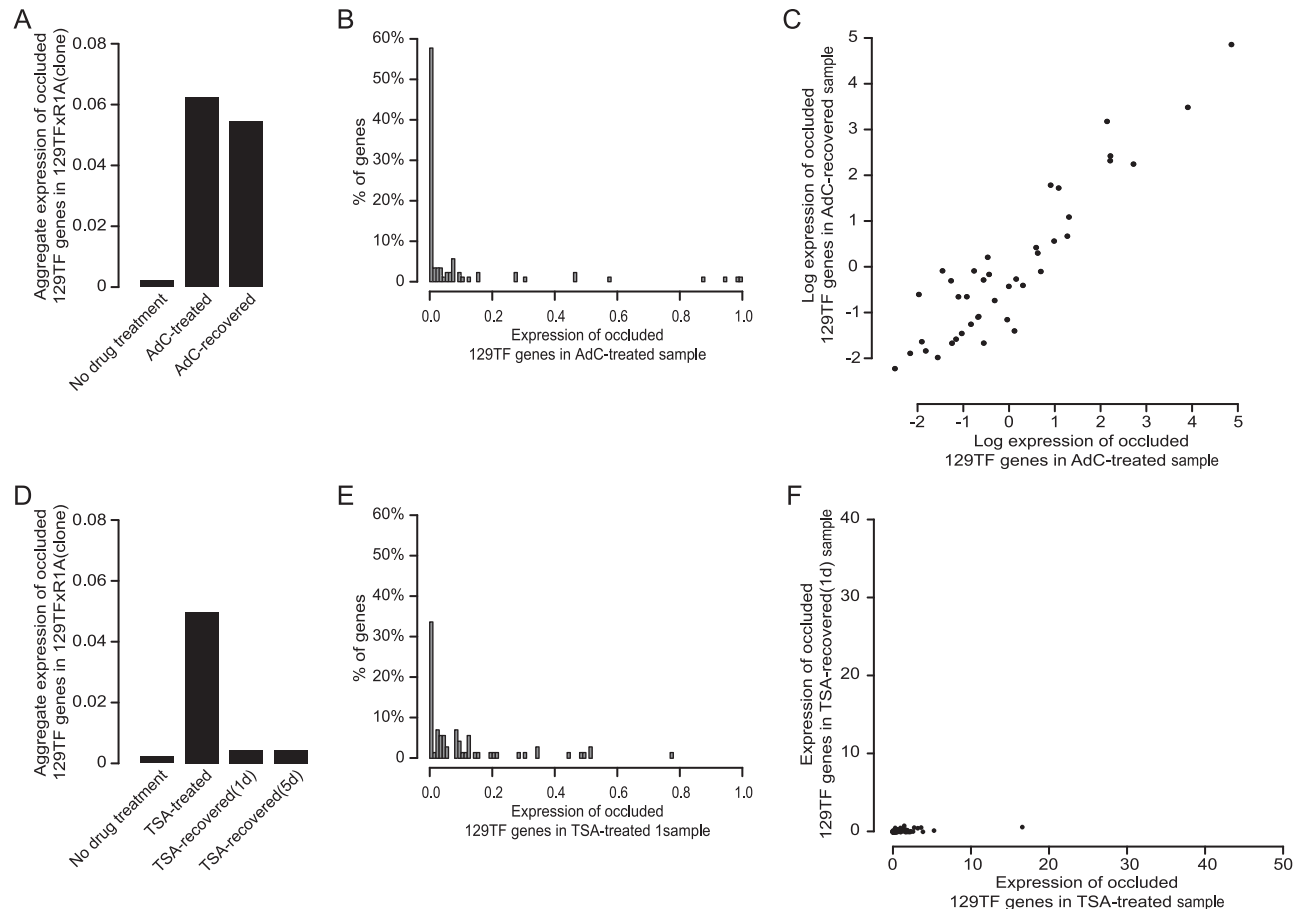 A
Aggregate expression of occluded
129TF genes in 129TFxR1A(clone)
0.08
0.06
0.04
0.02
0
No drug treatment
AdC-treated
AdC-recovered
B
% of genes
60%
50%
40%
30%
20%
10%
0
0.0 0.2 0.4 0.6 0.8 1.0
Expression of occluded
129TF genes in AdC-treated sample
C
Log expression of occluded
129TF genes in AdC-recovered sample
5
4
3
2
1
0
-1
-2
-2 -1 0 1 2 3 4 5
Log expression of occluded
129TF genes in AdC-treated sample
D
Aggregate expression of occluded
129TF genes in 129TFxR1A(clone)
0.08
0.06
0.04
0.02
0
No drug treatment
TSA-treated
TSA-recovered(1d)
TSA-recovered(5d)
E
% of genes
60%
50%
40%
30%
20%
10%
0
0.0 0.2 0.4 0.6 0.8 1.0
Expression of occluded
129TF genes in TSA-treated 1sample
F
Expression of occluded
129TF genes in TSA-recovered(1d) sample
40
30
20
10
0
0 10 20 30 40 50
Expression of occluded
129TF genes in TSA-treated sample